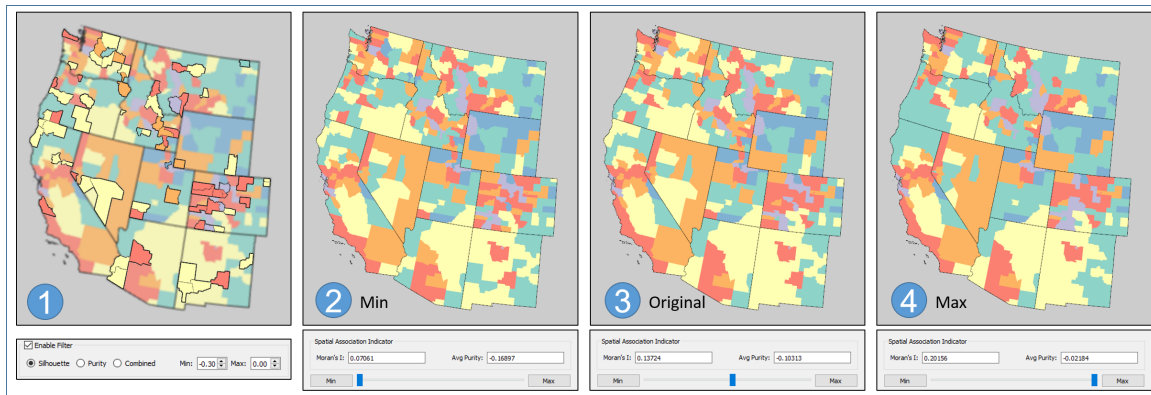 1
2 Min
3 Original
4 Max
Enable Filter
Silhouette Purity Combined Min: -0.30 Max: 0.00
Spatial Association Indicator
Moran's I: 0.07061 Avg Purity: -0.16897
Min Max
Spatial Association Indicator
Moran's I: 0.13724 Avg Purity: -0.10313
Min Max
Spatial Association Indicator
Moran's I: 0.20156 Avg Purity: -0.02184
Min Max